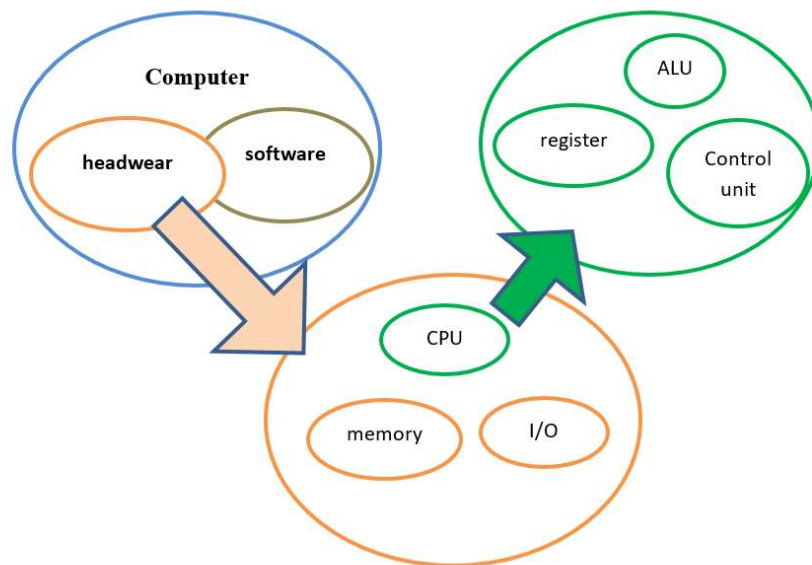 Computer
headwear
software
ALU
register
Control
unit
CPU
memory
I/O